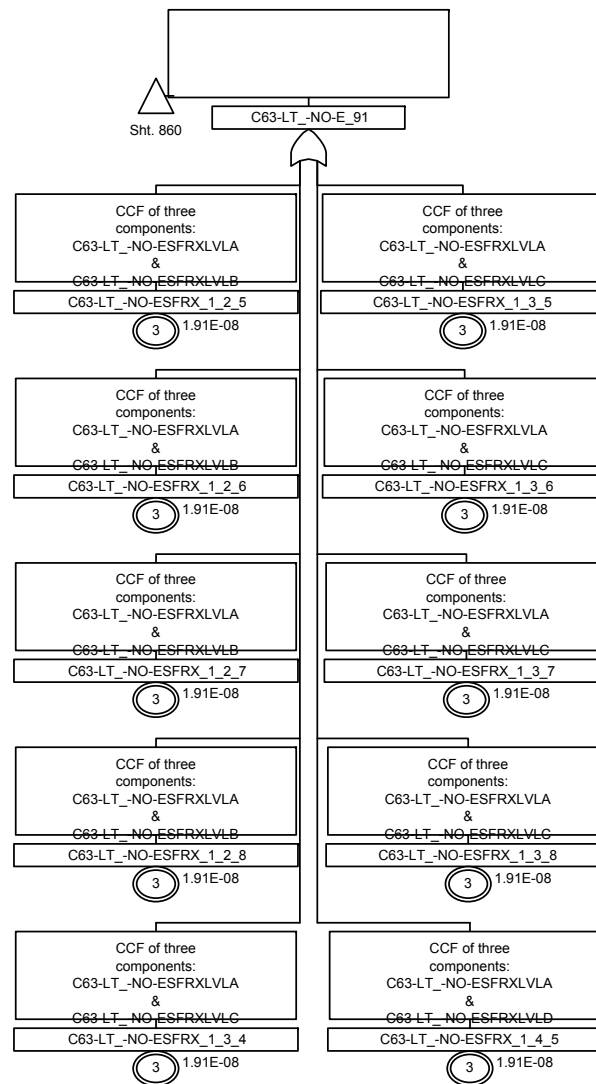 Sht. 860
C63-LT_-NO-E_91
CCF of three
components:
C63-LT_-NO-ESFRXLVLA
&
C63-LT_-NO-ESFRXLVLB
C63-LT_-NO-ESFRX_1_2_5
3
1.91E-08
CCF of three
components:
C63-LT_-NO-ESFRXLVLA
&
C63-LT_-NO-ESFRXLVLC
C63-LT_-NO-ESFRX_1_3_5
3
1.91E-08
CCF of three
components:
C63-LT_-NO-ESFRXLVLA
&
C63-LT_-NO-ESFRXLVLB
C63-LT_-NO-ESFRX_1_2_6
3
1.91E-08
CCF of three
components:
C63-LT_-NO-ESFRXLVLA
&
C63-LT_-NO-ESFRXLVLC
C63-LT_-NO-ESFRX_1_3_6
3
1.91E-08
CCF of three
components:
C63-LT_-NO-ESFRXLVLA
&
C63-LT_-NO-ESFRXLVLB
C63-LT_-NO-ESFRX_1_2_7
3
1.91E-08
CCF of three
components:
C63-LT_-NO-ESFRXLVLA
&
C63-LT_-NO-ESFRXLVLC
C63-LT_-NO-ESFRX_1_3_7
3
1.91E-08
CCF of three
components:
C63-LT_-NO-ESFRXLVLA
&
C63-LT_-NO-ESFRXLVLB
C63-LT_-NO-ESFRX_1_2_8
3
1.91E-08
CCF of three
components:
C63-LT_-NO-ESFRXLVLA
&
C63-LT_-NO-ESFRXLVLC
C63-LT_-NO-ESFRX_1_3_8
3
1.91E-08
CCF of three
components:
C63-LT_-NO-ESFRXLVLA
&
C63-LT_-NO-ESFRXLVLC
C63-LT_-NO-ESFRX_1_3_4
3
1.91E-08
CCF of three
components:
C63-LT_-NO-ESFRXLVLA
&
C63-LT_-NO-ESFRXLVLD
C63-LT_-NO-ESFRX_1_4_5
3
1.91E-08